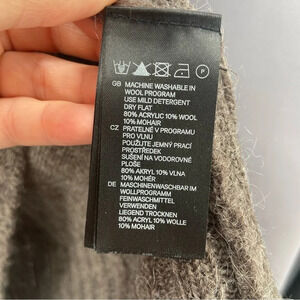 P
GB MACHINE WASHABLE IN
WOOL PROGRAM
USE MILD DETERGENT
DRY FLAT
80% ACRYLIC 10% WOOL
10% MOHAIR
CZ PRATELNÉ V PROGRAMU
PRO VLNU
POUŽIJTE JEMNÝ PRACÍ
PROSTŘEDEK
SUŠENÍ NA VODOROVNÉ
PLOŠE
80% AKRYL 10% VLNA
10% MOHÉR
DE MASCHINENWASCHBAR IM
WOLLPROGRAMM
FEINWASCHMITTEL
VERWENDEN
LIEGEND TROCKNEN
80% ACRYL 10% WOLLE
10% MOHAIR